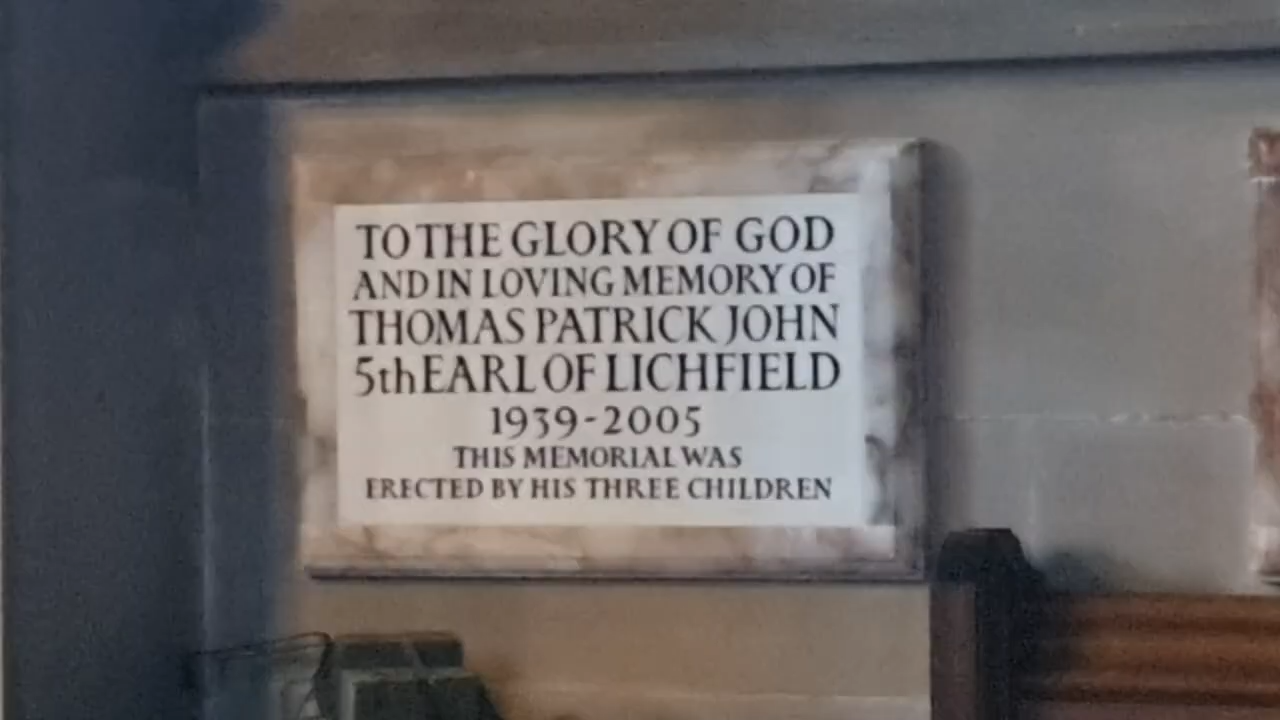 TO THE GLORY OF GOD
AND IN LOVING MEMORY OF
THOMAS PATRICK JOHN
5th EARL OF LICHFIELD
1939-2005
THIS MEMORIAL WAS
ERECTED BY HIS THREE CHILDREN